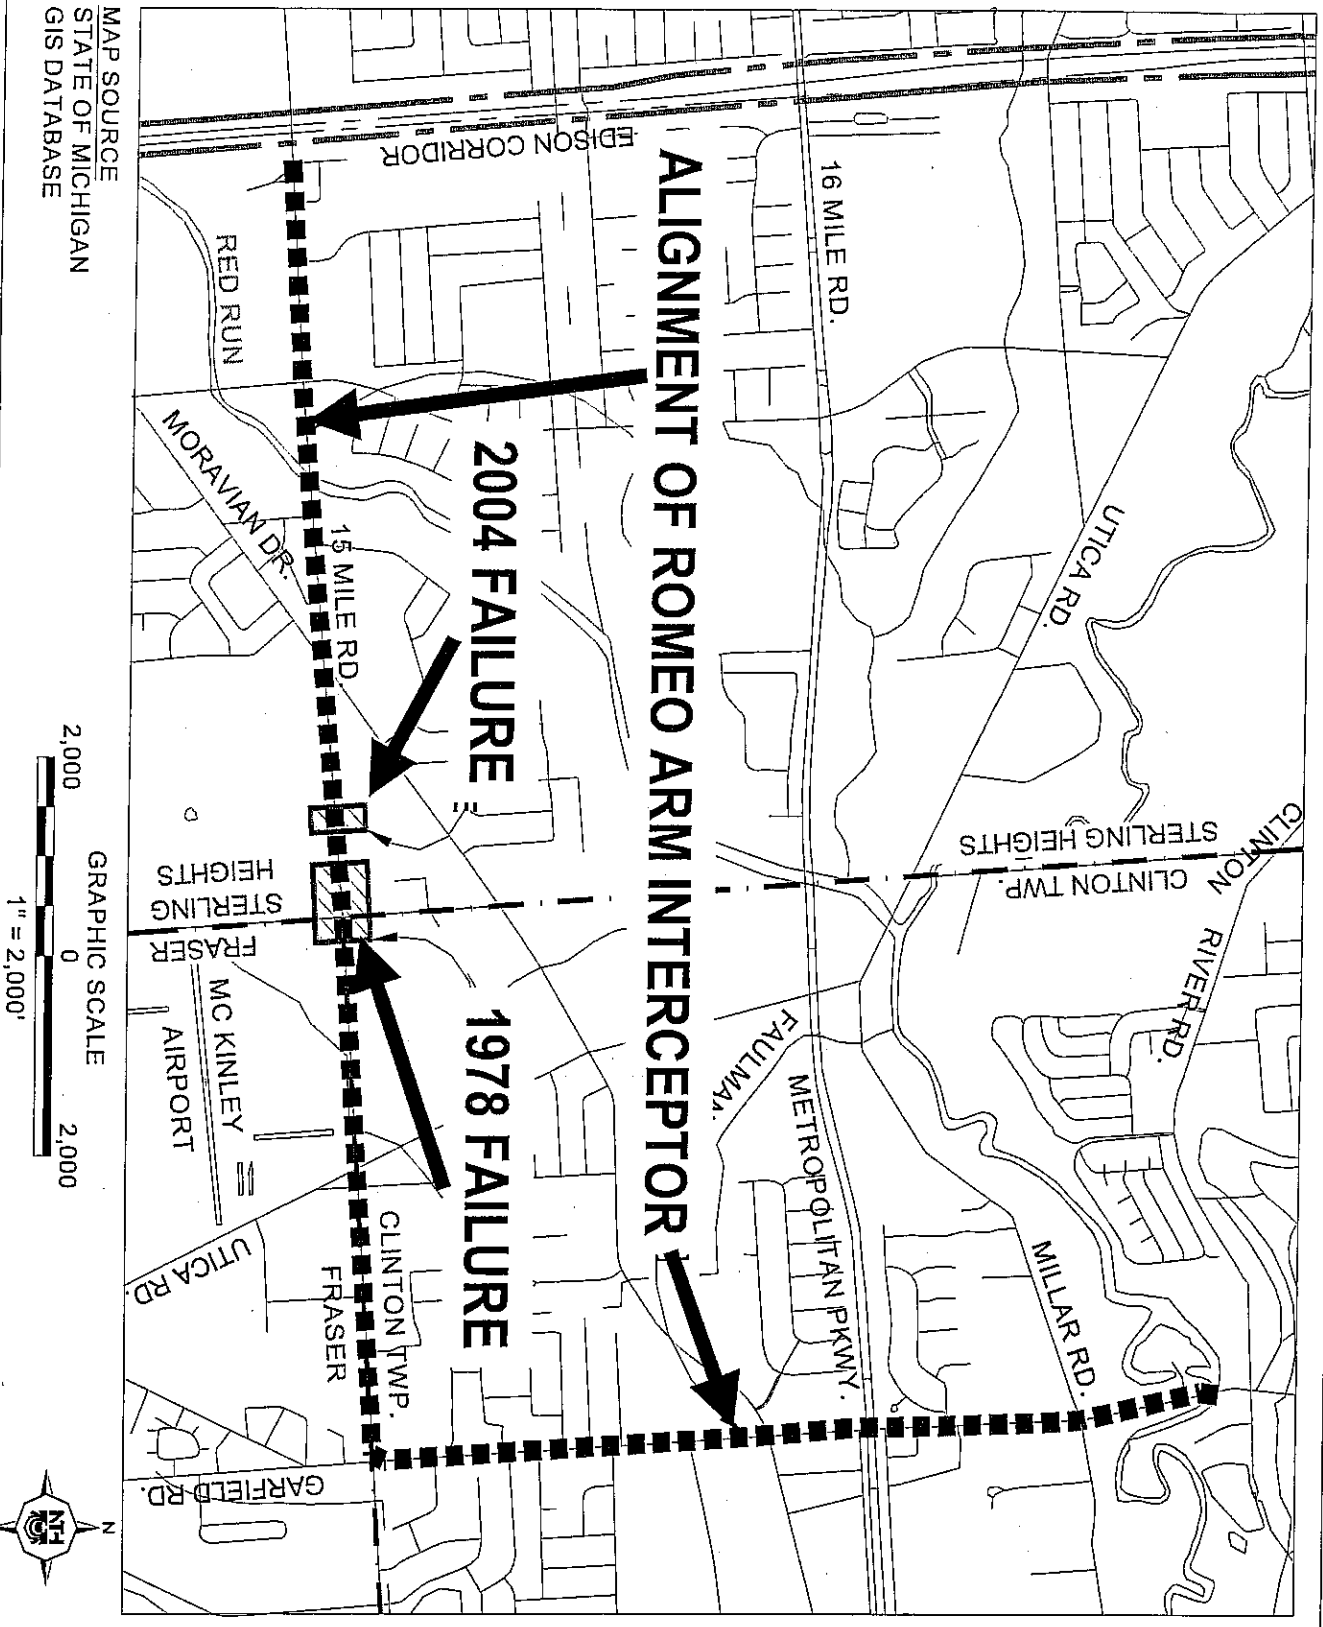 ALIGNMENT OF ROMEO ARM INTERCEPTOR
2004 FAILURE
1978 FAILURE
EDISON CORRIDOR
16 MILE RD.
RED RUN
MORAVIAN DR.
15 MILE RD.
UTICA RD.
STERLING HEIGHTS
CLINTON TWP.
CLINTON
RIVER RD.
STERLING
HEIGHTS
FRASER
MC KINLEY
AIRPORT
METROPOLITAN PKWY.
MILLAR RD.
UTICA RD.
CLINTON TWP.
FRASER
GARFIELD RD.
MAP SOURCE
STATE OF MICHIGAN
GIS DATABASE
GRAPHIC SCALE
2,000 0 2,000
1" = 2,000'
N
NTH